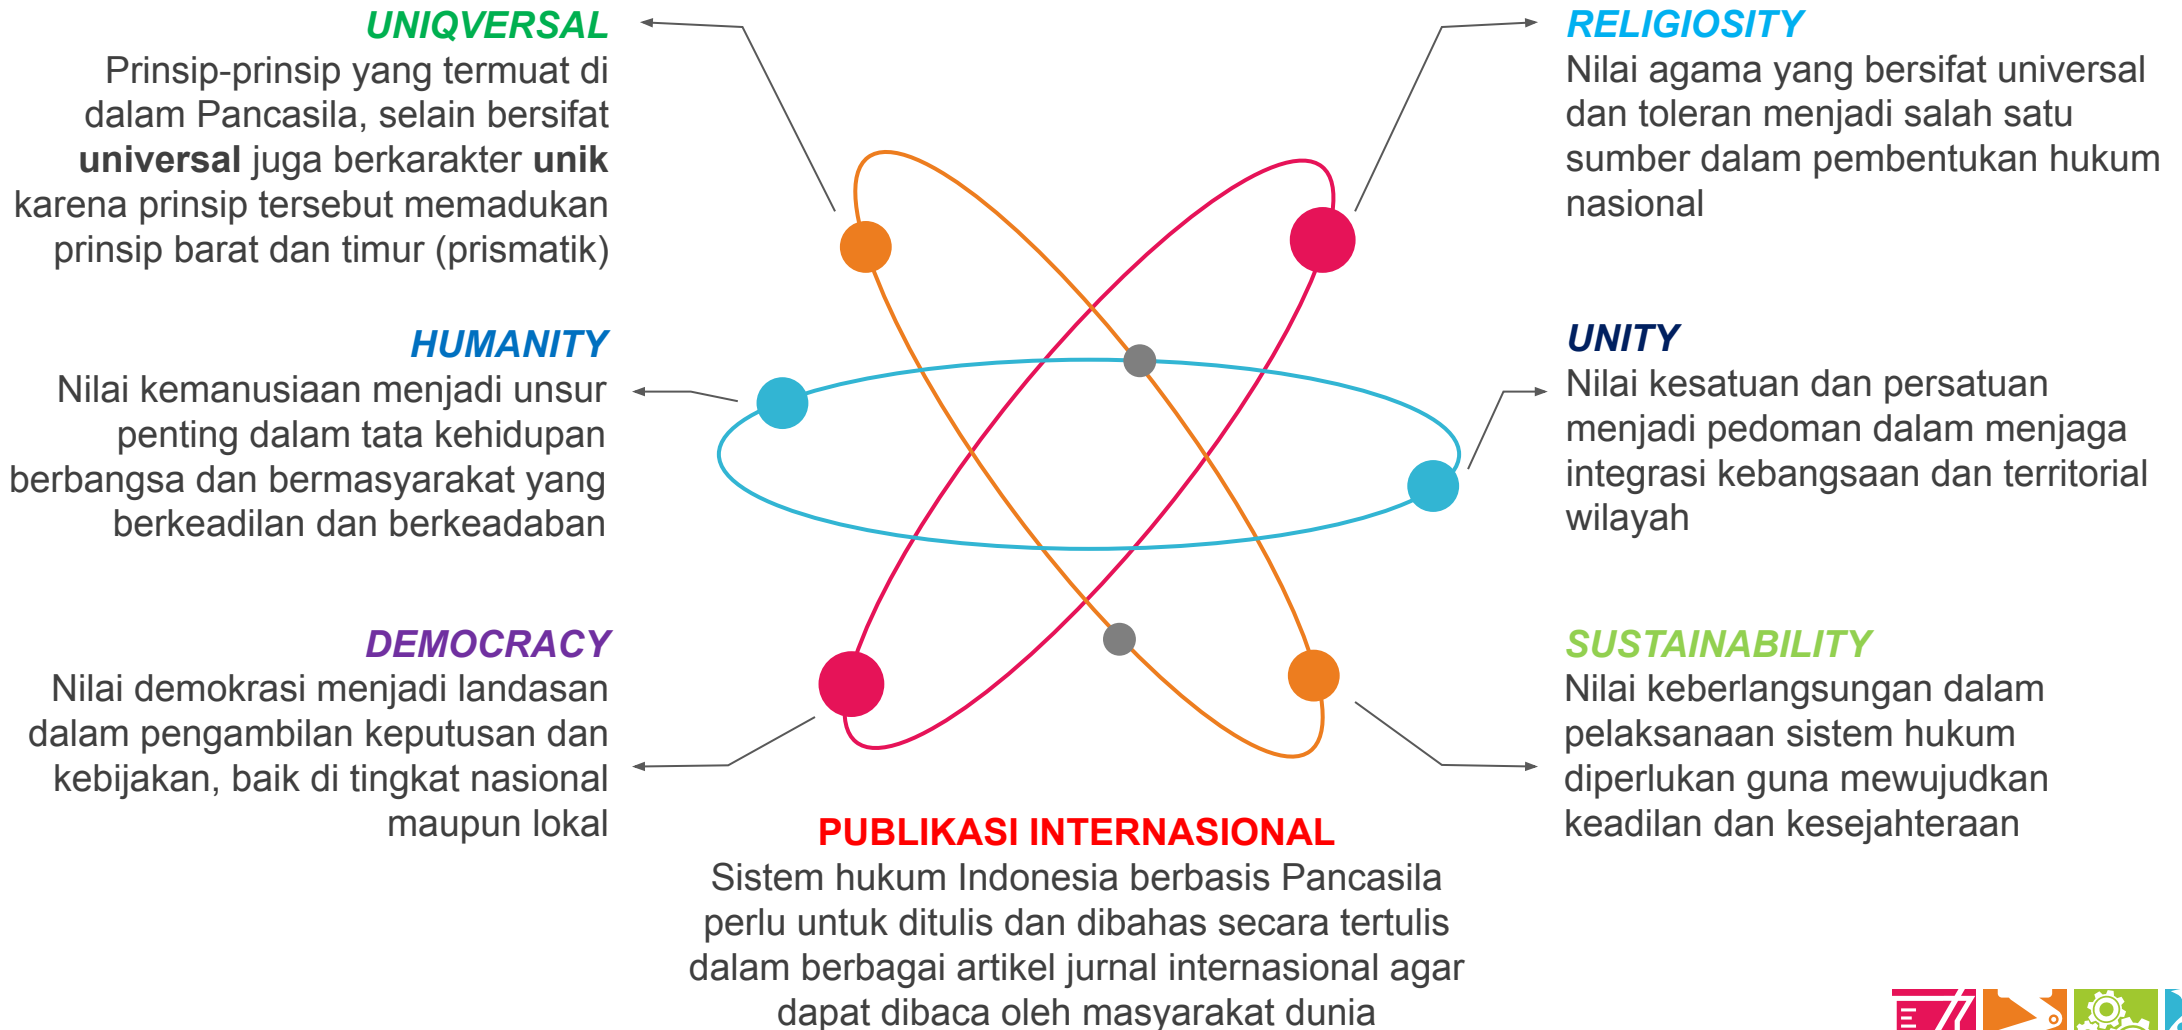 UNIQVERSAL
Prinsip-prinsip yang termuat di
dalam Pancasila, selain bersifat
universal juga berkarakter unik
karena prinsip tersebut memadukan
prinsip barat dan timur (prismatik)
HUMANITY
Nilai kemanusiaan menjadi unsur
penting dalam tata kehidupan
berbangsa dan bermasyarakat yang
berkeadilan dan berkeadaban
DEMOCRACY
Nilai demokrasi menjadi landasan
dalam pengambilan keputusan dan
kebijakan, baik di tingkat nasional
maupun lokal
RELIGIOSITY
Nilai agama yang bersifat universal
dan toleran menjadi salah satu
sumber dalam pembentukan hukum
nasional
UNITY
Nilai kesatuan dan persatuan
menjadi pedoman dalam menjaga
integrasi kebangsaan dan territorial
wilayah
SUSTAINABILITY
Nilai keberlangsungan dalam
pelaksanaan sistem hukum
diperlukan guna mewujudkan
keadilan dan kesejahteraan
PUBLIKASI INTERNASIONAL
Sistem hukum Indonesia berbasis Pancasila
perlu untuk ditulis dan dibahas secara tertulis
dalam berbagai artikel jurnal internasional agar
dapat dibaca oleh masyarakat dunia